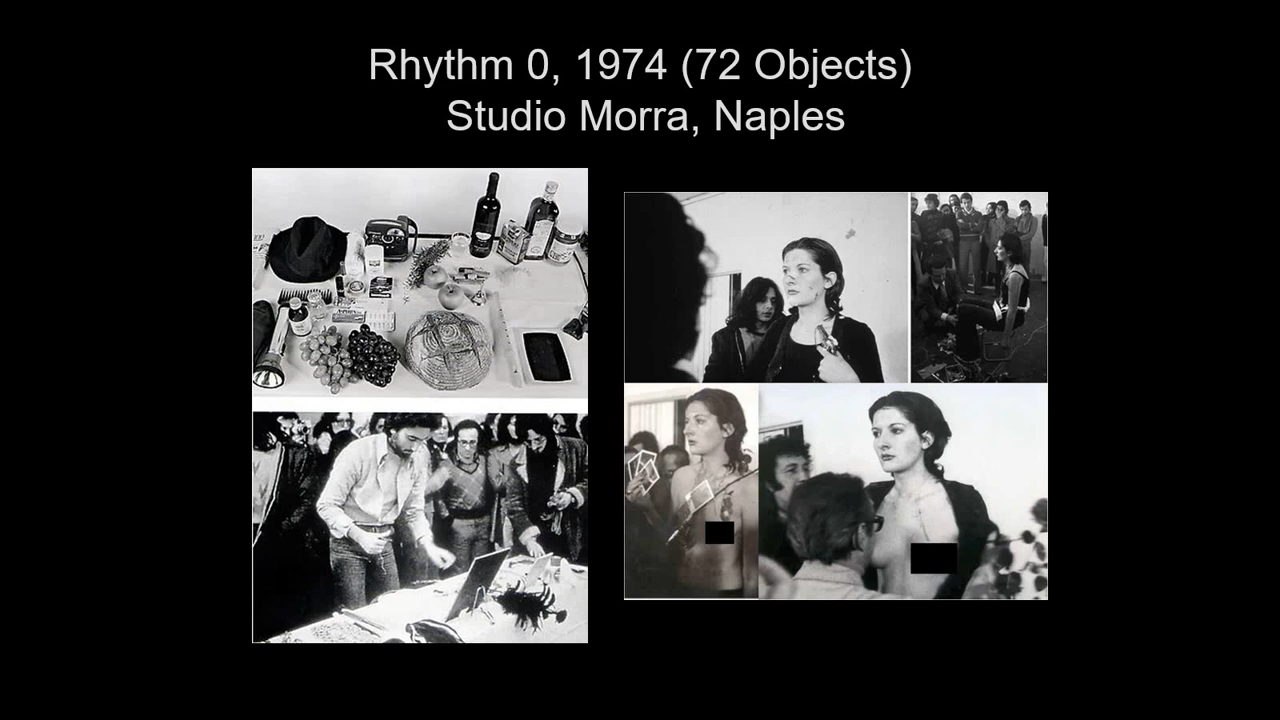 Rhythm 0, 1974 (72 Objects)
Studio Morra, Naples